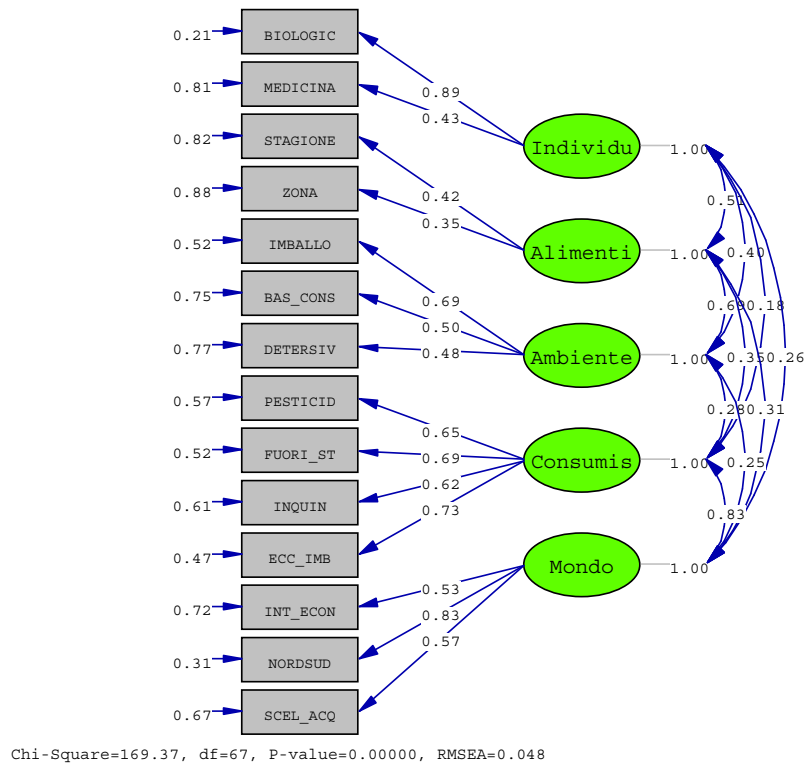 0.21 BIOLOGIC
0.81 MEDICINA
0.82 STAGIONE
0.88 ZONA
0.52 IMBALLO
0.75 BAS_CONS
0.77 DETERSIV
0.57 PESTICID
0.52 FUORI_ST
0.61 INQUIN
0.47 ECC_IMB
0.72 INT_ECON
0.31 NORDSUD
0.67 SCEL_ACQ
0.89
0.43
0.42
0.35
0.69
0.50
0.48
0.65
0.69
0.62
0.73
0.53
0.83
0.57
Individu 1.00
Alimenti 1.00
Ambiente 1.00
Consumis 1.00
Mondo 1.00
0.51
0.40
0.69 0.18
0.35 0.26
0.28 0.31
0.25
0.83
Chi-Square=169.37, df=67, P-value=0.00000, RMSEA=0.048